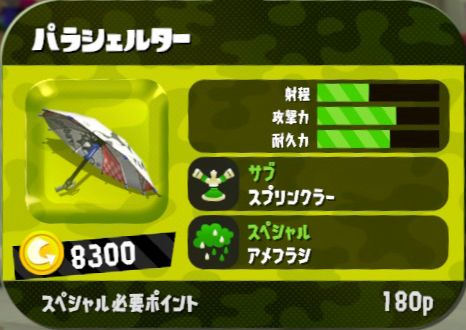 パラシェルター
射程
攻撃力
耐久力
サブ
スプリンクラー
スペシャル
アメフラシ
8300
スペシャル必要ポイント 180p